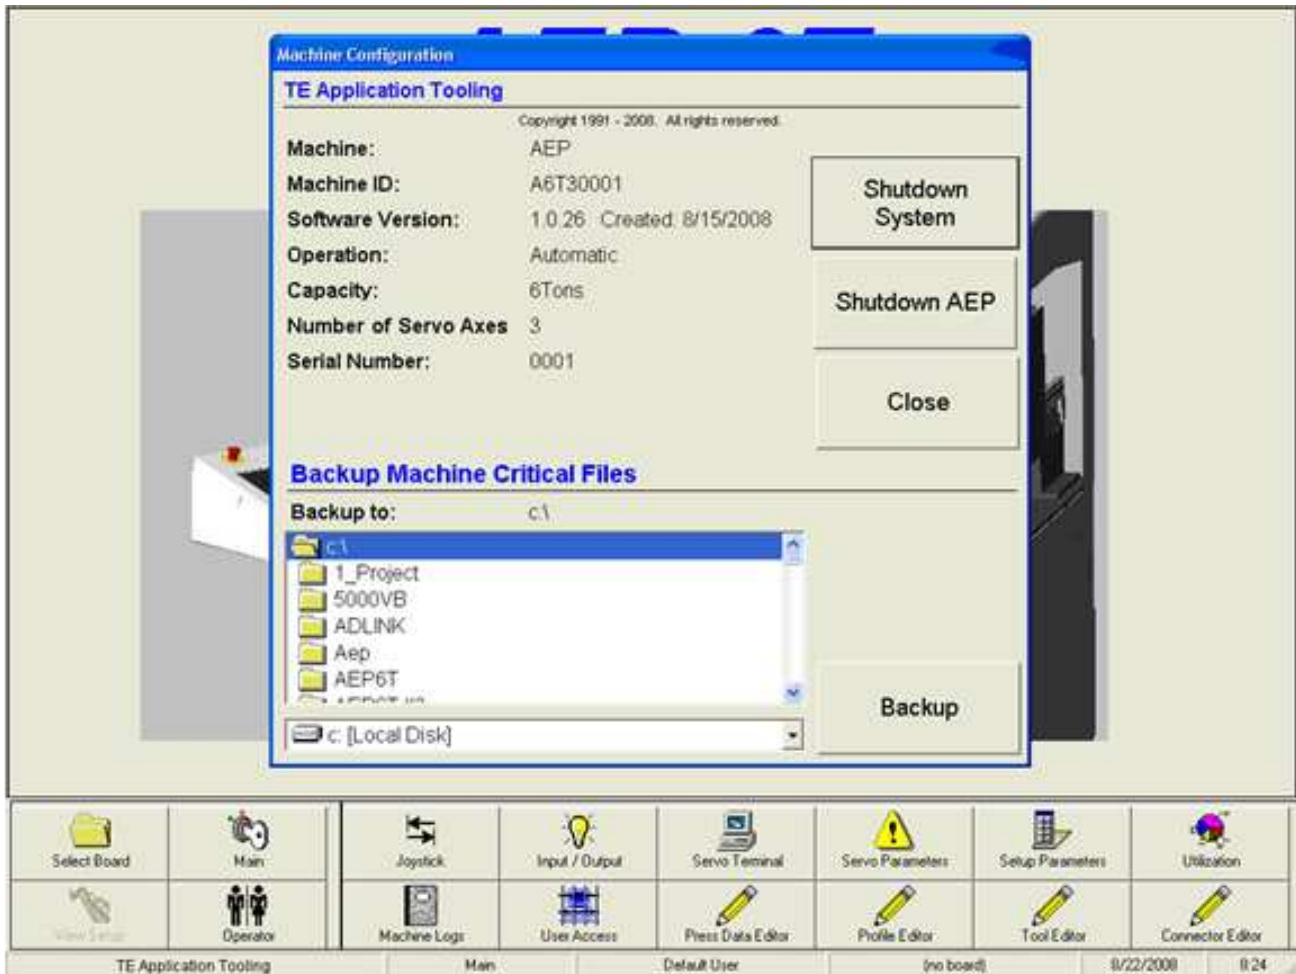 Machine Configuration
TE Application Tooling
Copyright 1991 - 2008. All rights reserved.
Machine: AEP
Machine ID: A6T30001
Software Version: 1.0.26 Created: 8/15/2008
Operation: Automatic
Capacity: 6Tons
Number of Servo Axes 3
Serial Number: 0001
Shutdown
System
Shutdown AEP
Close
Backup Machine Critical Files
Backup to: c:\
c:\
1_Project
5000VB
ADLINK
Aep
AEP6T
c: [Local Disk]
Backup
Select Board Main Joystick Input / Output Servo Terminal Servo Parameters Setup Parameters Utilization
View Setup Operator Machine Logs User Access Press Data Editor Profile Editor Tool Editor Connector Editor
TE Application Tooling Main Default User (no board) 8/22/2008 8:24